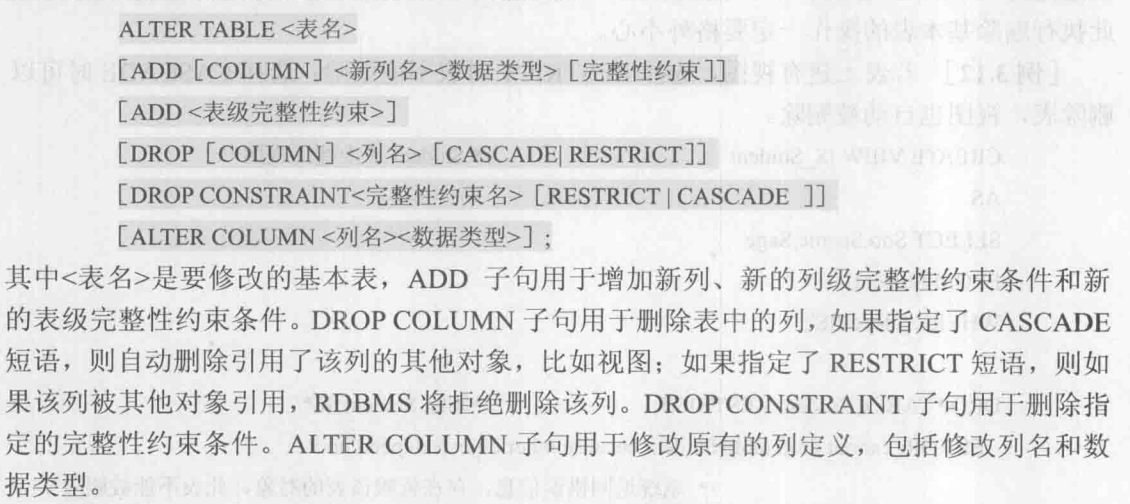 ALTER TABLE <表名>
[ADD [COLUMN] <新列名><数据类型> [完整性约束]]
[ADD <表级完整性约束>]
[DROP [COLUMN] <列名> [CASCADE| RESTRICT]]
[DROP CONSTRAINT<完整性约束名> [RESTRICT | CASCADE ]]
[ALTER COLUMN <列名><数据类型>];
其中<表名>是要修改的基本表,ADD 子句用于增加新列、新的列级完整性约束条件和新
的表级完整性约束条件。DROP COLUMN 子句用于删除表中的列,如果指定了 CASCADE
短语,则自动删除引用了该列的其他对象,比如视图;如果指定了 RESTRICT 短语,则如
果该列被其他对象引用,RDBMS 将拒绝删除该列。DROP CONSTRAINT 子句用于删除指
定的完整性约束条件。ALTER COLUMN 子句用于修改原有的列定义,包括修改列名和数
据类型。